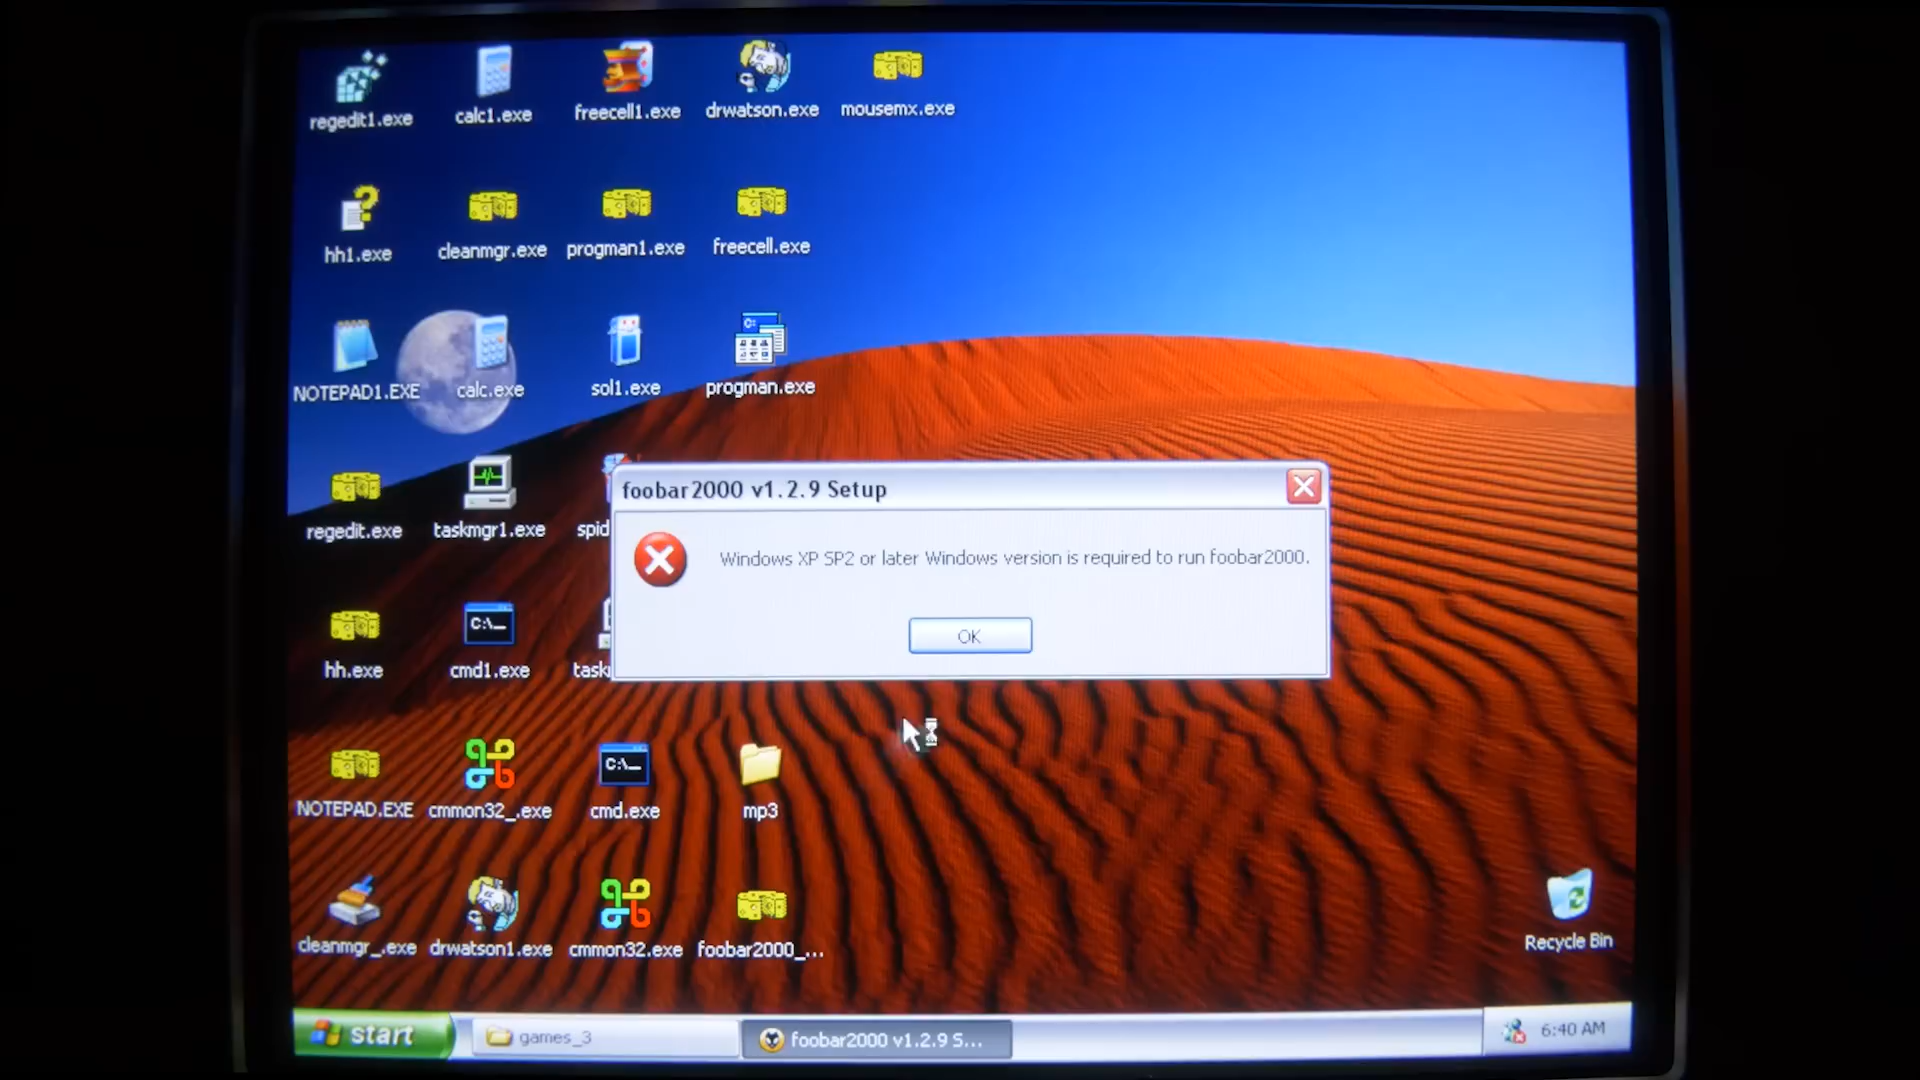 regedit1.exe
calc1.exe
freecell1.exe
drwatson.exe
mousemx.exe
hh1.exe
cleanmgr.exe
progman1.exe
freecell.exe
NOTEPAD1.EXE
calc.exe
sol1.exe
progman.exe
regedit.exe
taskmgr1.exe
spid
foobar2000 v1.2.9 Setup
Windows XP SP2 or later Windows version is required to run foobar2000.
OK
hh.exe
cmd1.exe
task
NOTEPAD.EXE
cmmon32_.exe
cmd.exe
mp3
cleanmgr_.exe
drwatson1.exe
cmmon32.exe
foobar2000_...
Recycle Bin
start
games_3
foobar2000 v1.2.9 S...
6:40 AM